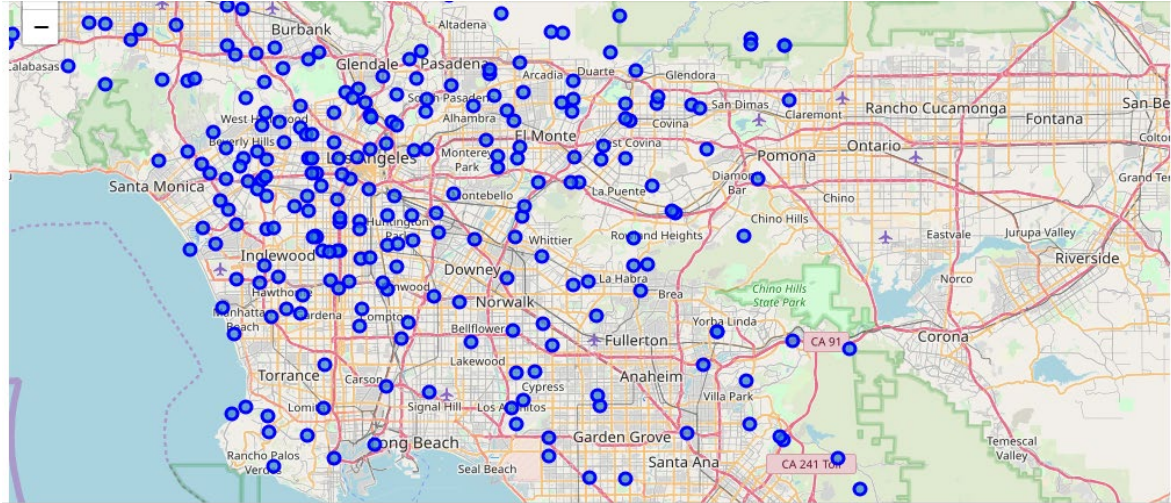 −
Altadena
Burbank
Calabasas
Glendale
Pasadena
Arcadia
Duarte
Glendora
South Pasadena
San Dimas
Claremont
Rancho Cucamonga
San Be
Fontana
Alhambra
El Monte
Covina
Colto
West Covina
Ontario
Beverly Hills
Los Angeles
Monterey
Park
Pomona
Grand Ter
Santa Monica
Montebello
La Puente
Diamond
Bar
Chino
Chino Hills
Huntington
Park
Whittier
Rowland Heights
Eastvale
Jurupa Valley
Riverside
Inglewood
Downey
La Habra
Norco
Hawthorne
Norwalk
Brea
Chino Hills
State Park
Manhattan
Beach
Gardena
Compton
Bellflower
Yorba Linda
Fullerton
CA 91
Corona
Torrance
Carson
Lakewood
Cypress
Anaheim
Villa Park
Signal Hill
Los Alamitos
Long Beach
Garden Grove
Temescal
Valley
Rancho Palos
Verdes
Seal Beach
Santa Ana
CA 241 Toll